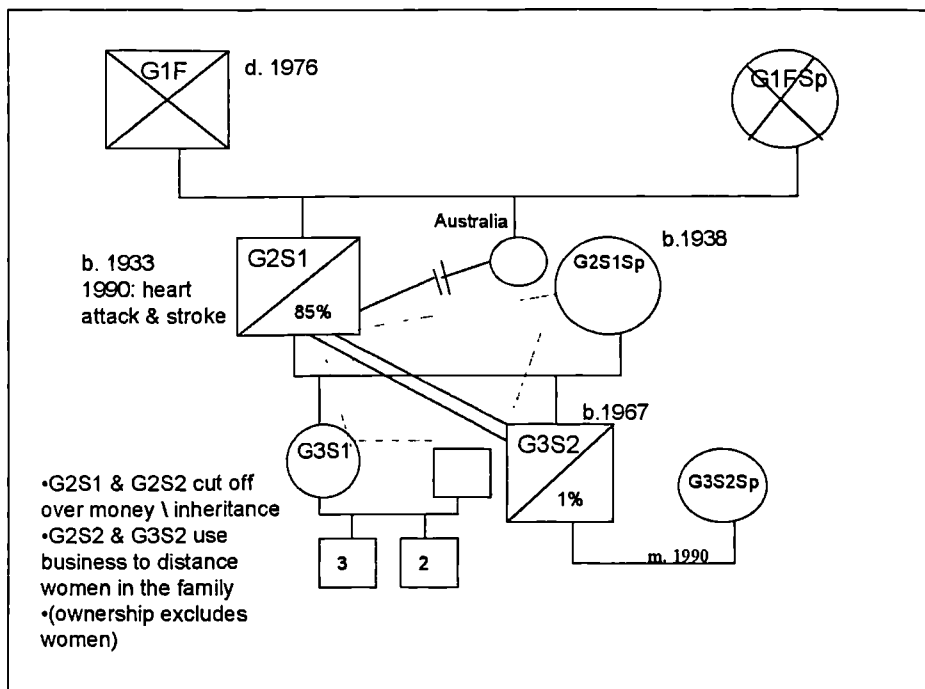 G1F
d. 1976
G1FSp
Australia
G2S1
85%
b. 1933
1990: heart
attack & stroke
G2S1Sp
b.1938
b.1967
G3S1
G3S2
1%
G3S2Sp
m. 1990
3
2
•G2S1 & G2S2 cut off
over money \ inheritance
•G2S2 & G3S2 use
business to distance
women in the family
•(ownership excludes
women)